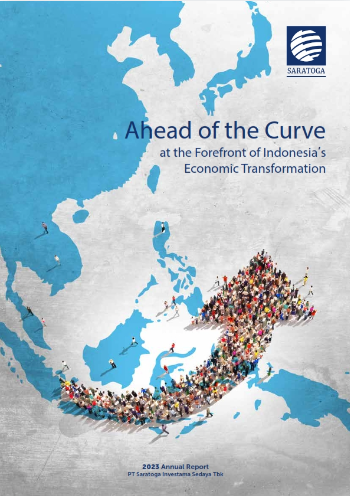 SARATOGA
Ahead of the Curve
at the Forefront of Indonesia's
Economic Transformation
2023 Annual Report
PT Saratoga Investama Sedaya Tbk